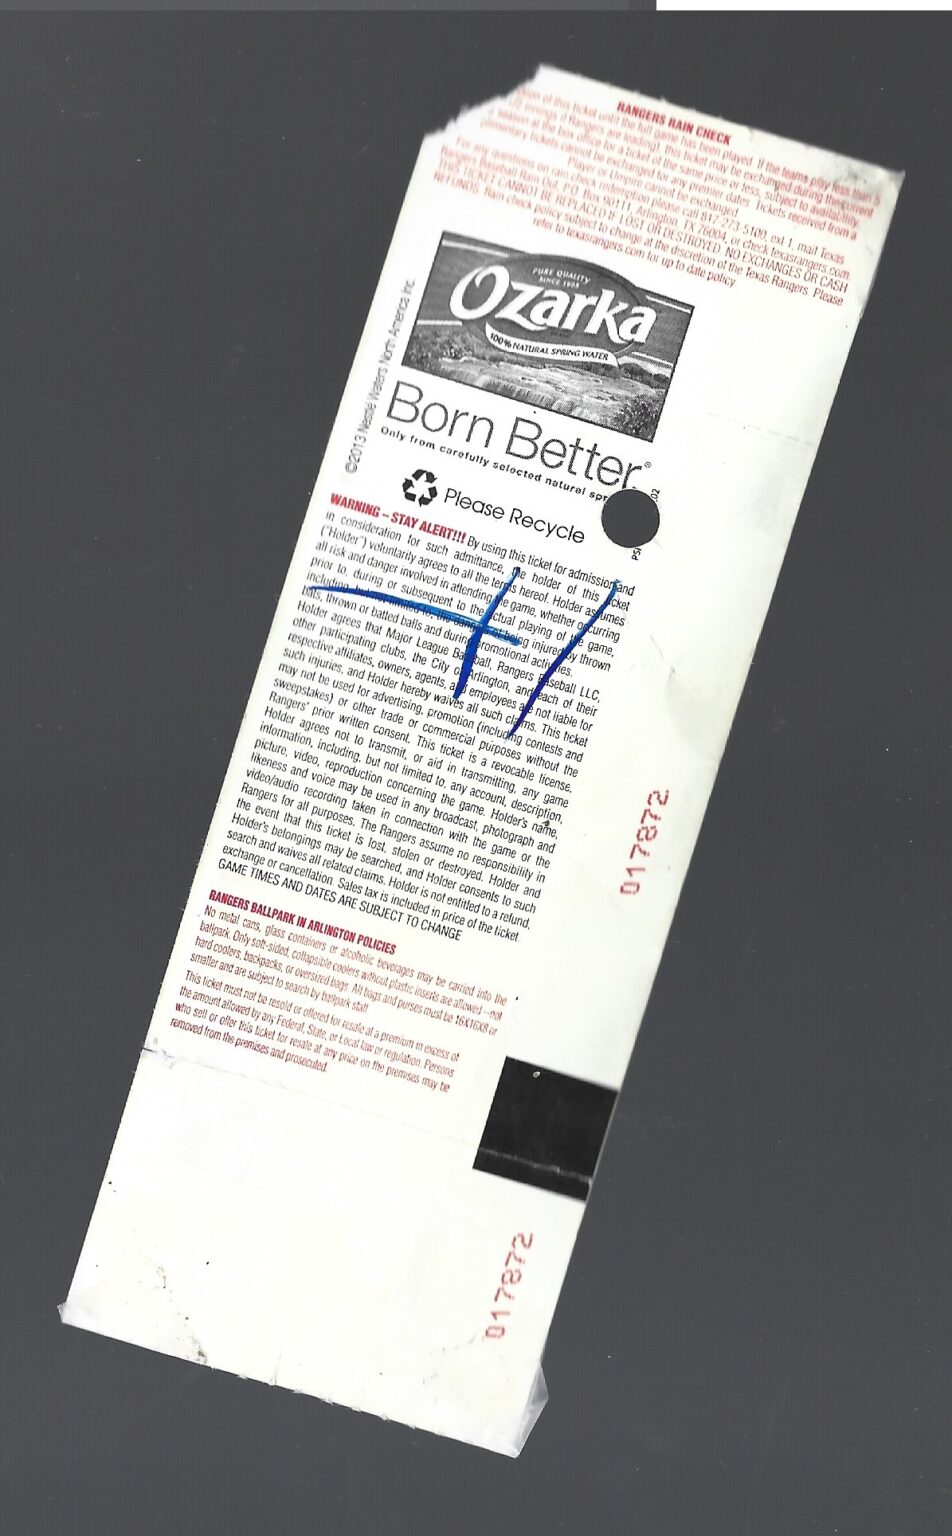 RANGERS RAIN CHECK
of this ticket until the full game has been played. If the teams play less than 5
1/2 innings if Rangers are leading), this ticket may be exchanged during the current
season at the box office for a ticket of the same price or less, subject to availability.
plimentary tickets cannot be exchanged for any premier dates. Tickets received from a
Player or Umpire cannot be exchanged.
For any questions on rain check redemption please call 817-273-5100, ext 1, mail Texas
Rangers Baseball Rain Out, P.O. Box 90111, Arlington, TX 76004, or check texasrangers.com.
THIS TICKET CANNOT BE REPLACED IF LOST OR DESTROYED. NO EXCHANGES OR CASH
REFUNDS. Rain check policy subject to change at the discretion of the Texas Rangers. Please
refer to texasrangers.com for up to date policy.
PURE QUALITY
SINCE 1905
Ozarka
100% NATURAL SPRING WATER
©2013 Nestlé Waters North America Inc.
Born Better®
Only from carefully selected natural spr
Please Recycle
WARNING – STAY ALERT!!! By using this ticket for admission and
in consideration for such admittance, the holder of this ticket
("Holder") voluntarily agrees to all the terms hereof. Holder assumes
all risk and danger involved in attending the game, whether occurring
prior to, during or subsequent to the actual playing of the game,
including, but not limited to, the danger of being injured by thrown
bats, thrown or batted balls and during promotional activities.
Holder agrees that Major League Baseball, Rangers Baseball LLC,
other participating clubs, the City of Arlington, and each of their
respective affiliates, owners, agents, and employees are not liable for
such injuries, and Holder hereby waives all such claims. This ticket
may not be used for advertising, promotion (including contests and
sweepstakes) or other trade or commercial purposes without the
Rangers' prior written consent. This ticket is a revocable license.
Holder agrees not to transmit, or aid in transmitting, any game
information, including, but not limited to, any account, description,
picture, video, reproduction concerning the game. Holder's name,
likeness and voice may be used in any broadcast, photograph and
video/audio recording taken in connection with the game or the
Rangers for all purposes. The Rangers assume no responsibility in
the event that this ticket is lost, stolen or destroyed. Holder and
Holder's belongings may be searched, and Holder consents to such
search and waives all related claims. Holder is not entitled to a refund,
exchange or cancellation. Sales tax is included in price of the ticket.
GAME TIMES AND DATES ARE SUBJECT TO CHANGE
RANGERS BALLPARK IN ARLINGTON POLICIES
No metal cans, glass containers or alcoholic beverages may be carried into the
ballpark. Only soft-sided, collapsible coolers without plastic inserts are allowed --not
hard coolers, backpacks, or oversized bags. All bags and purses must be 16X16X8 or
smaller and are subject to search by ballpark staff.
This ticket must not be resold or offered for resale at a premium in excess of
the amount allowed by any Federal, State, or Local law or regulation. Persons
who sell or offer this ticket for resale at any price on the premises may be
removed from the premises and prosecuted.
017872
017872